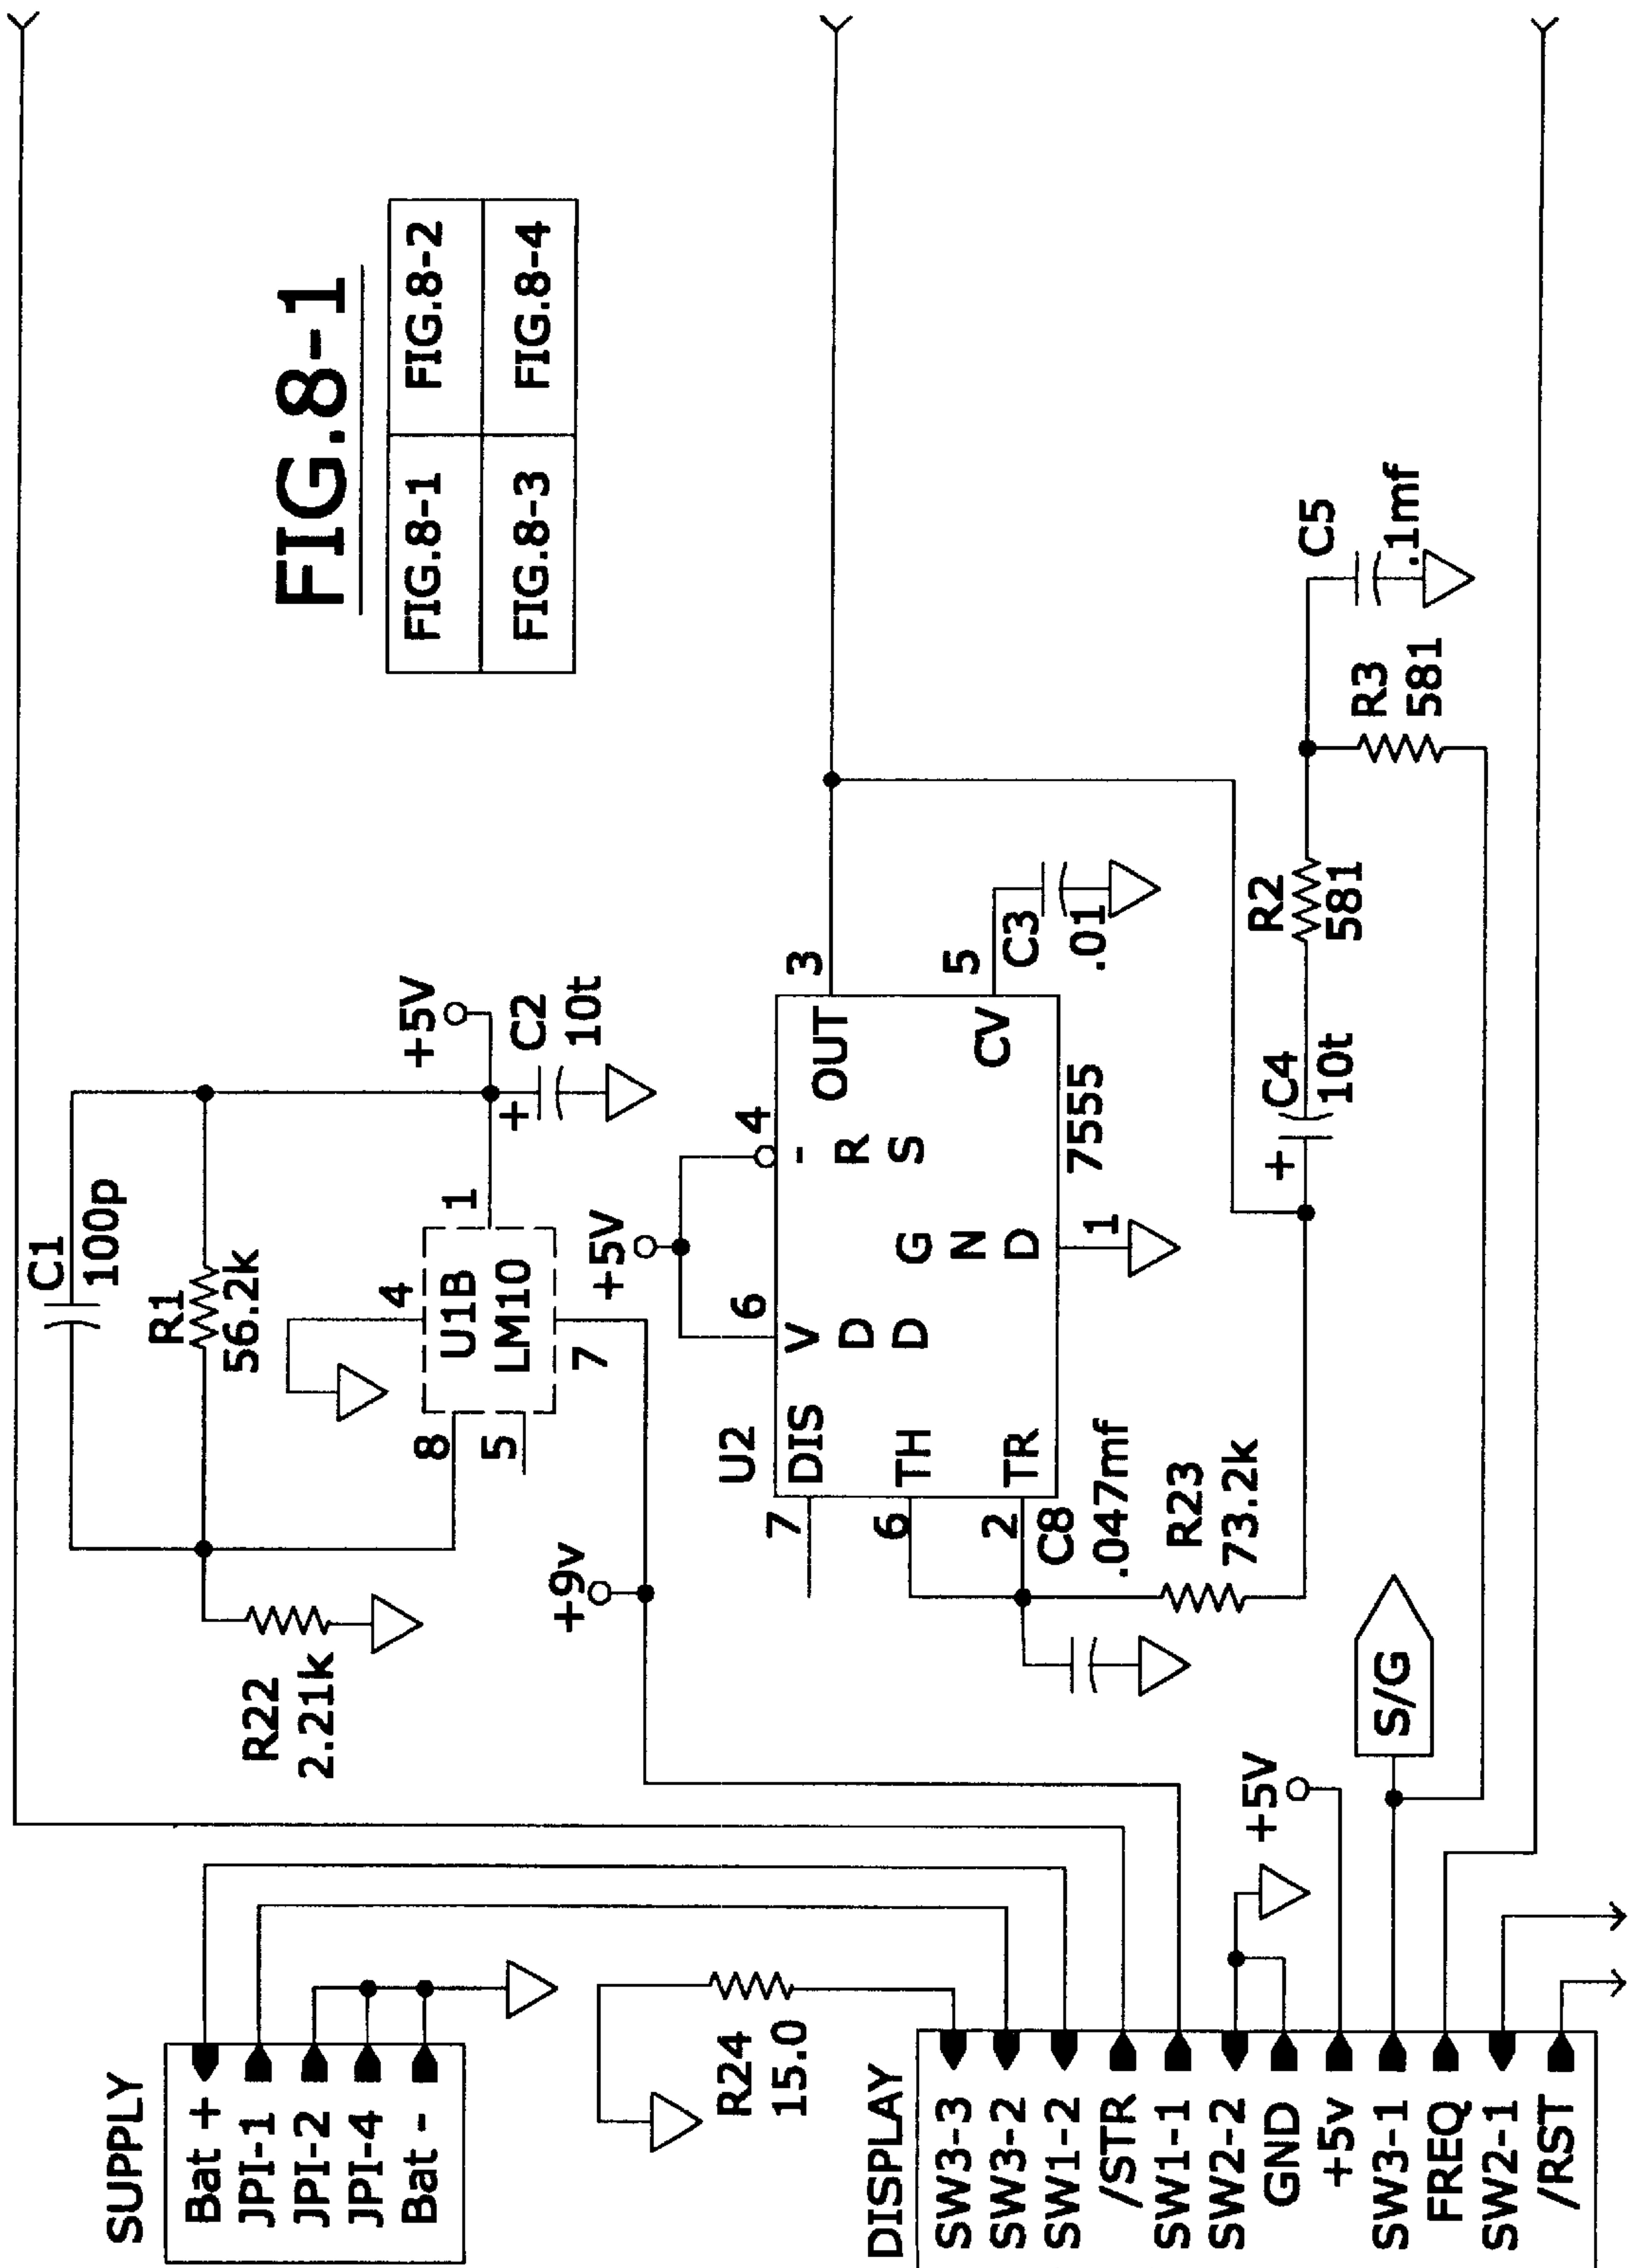 FIG.8-1
FIG.8-1 FIG.8-2
FIG.8-3 FIG.8-4
C1
100p
R1
56.2k
R22
2.21k
4
8
5
U1B
LM10
1
7
+5V
+
C2
10t
+9v
+5V
6
4
U2
7
DIS
V
D
D
-
R
S
OUT
3
6
TH
G
N
D
CV
5
2
TR
1
7555
C3
.01
C8
.047mf
R23
73.2k
+
C4
10t
R2
581
R3
581
C5
.1mf
SUPPLY
Bat +
JPI-1
JPI-2
JPI-4
Bat -
R24
15.0
DISPLAY
SW3-3
SW3-2
SW1-2
/STR
SW1-1
SW2-2
GND
+5v
SW3-1
FREQ
SW2-1
/RST
+5V
S/G